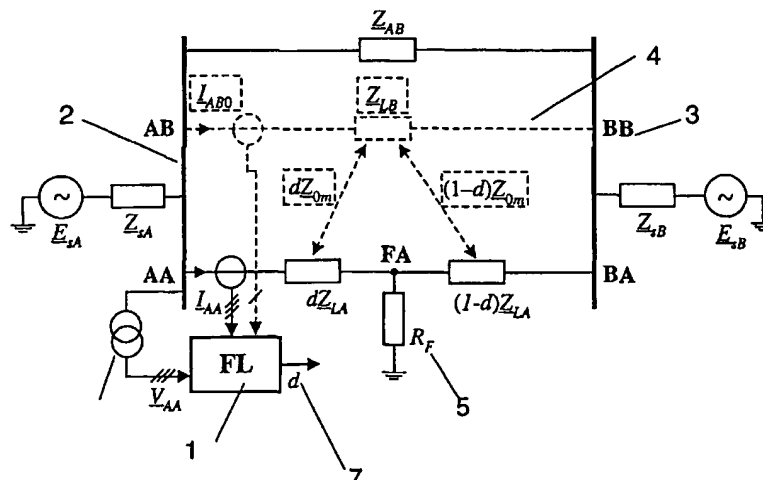 Z_AB
4
I_AB0
Z_LB
2
AB
BB
3
dZ_0m
(1-d)Z_0m
~
~
E_sA
Z_sA
Z_sB
E_sB
AA
FA
BA
I_AA
dZ_LA
(1-d)Z_LA
R_F
FL
d
V_AA
5
1
7